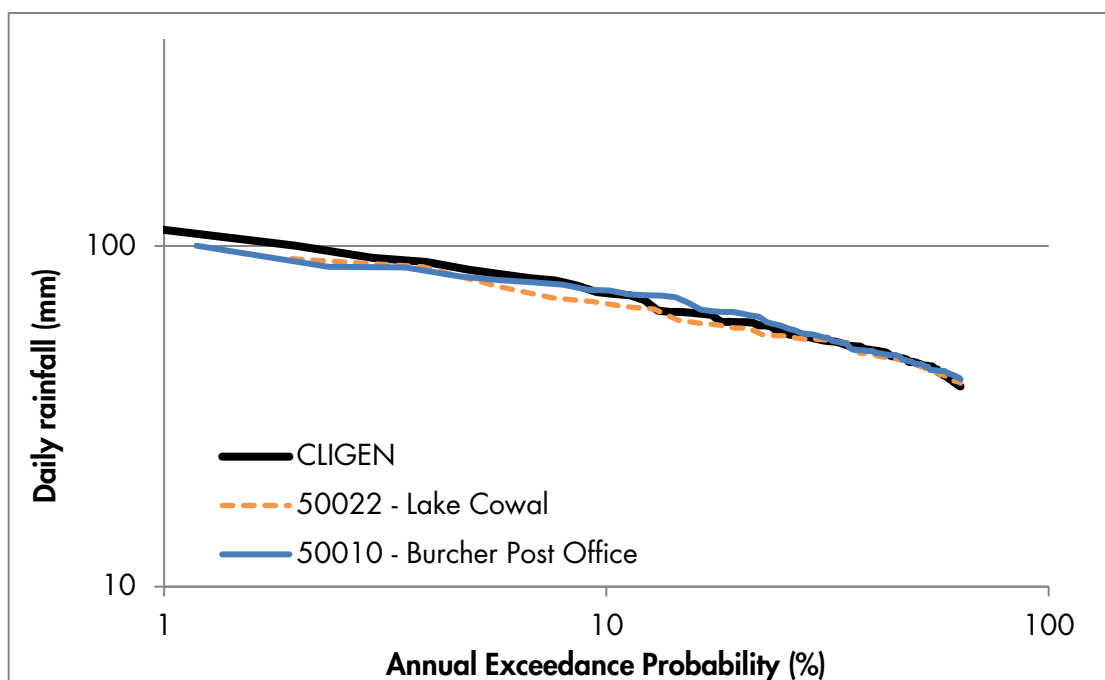 100
10
1
10
100
Daily rainfall (mm)
Annual Exceedance Probability (%)
CLIGEN
50022 - Lake Cowal
50010 - Burcher Post Office